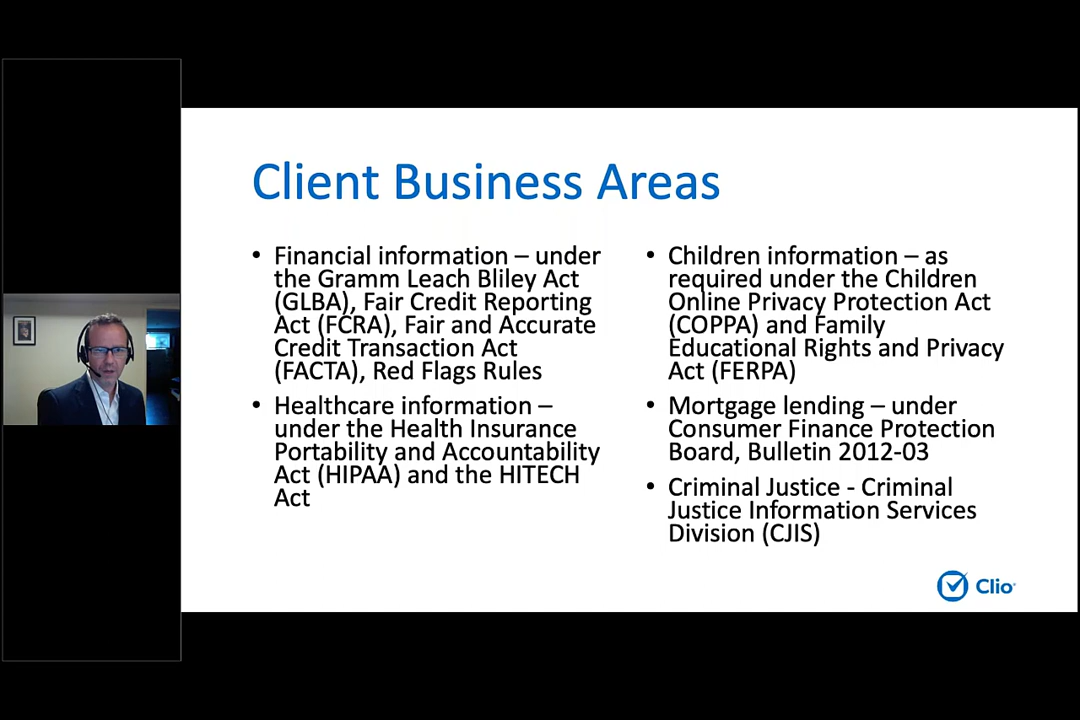 Client Business Areas
• Financial information – under
the Gramm Leach Bliley Act
(GLBA), Fair Credit Reporting
Act (FCRA), Fair and Accurate
Credit Transaction Act
(FACTA), Red Flags Rules
• Healthcare information –
under the Health Insurance
Portability and Accountability
Act (HIPAA) and the HITECH
Act
• Children information – as
required under the Children
Online Privacy Protection Act
(COPPA) and Family
Educational Rights and Privacy
Act (FERPA)
• Mortgage lending – under
Consumer Finance Protection
Board, Bulletin 2012-03
• Criminal Justice - Criminal
Justice Information Services
Division (CJIS)
Clio